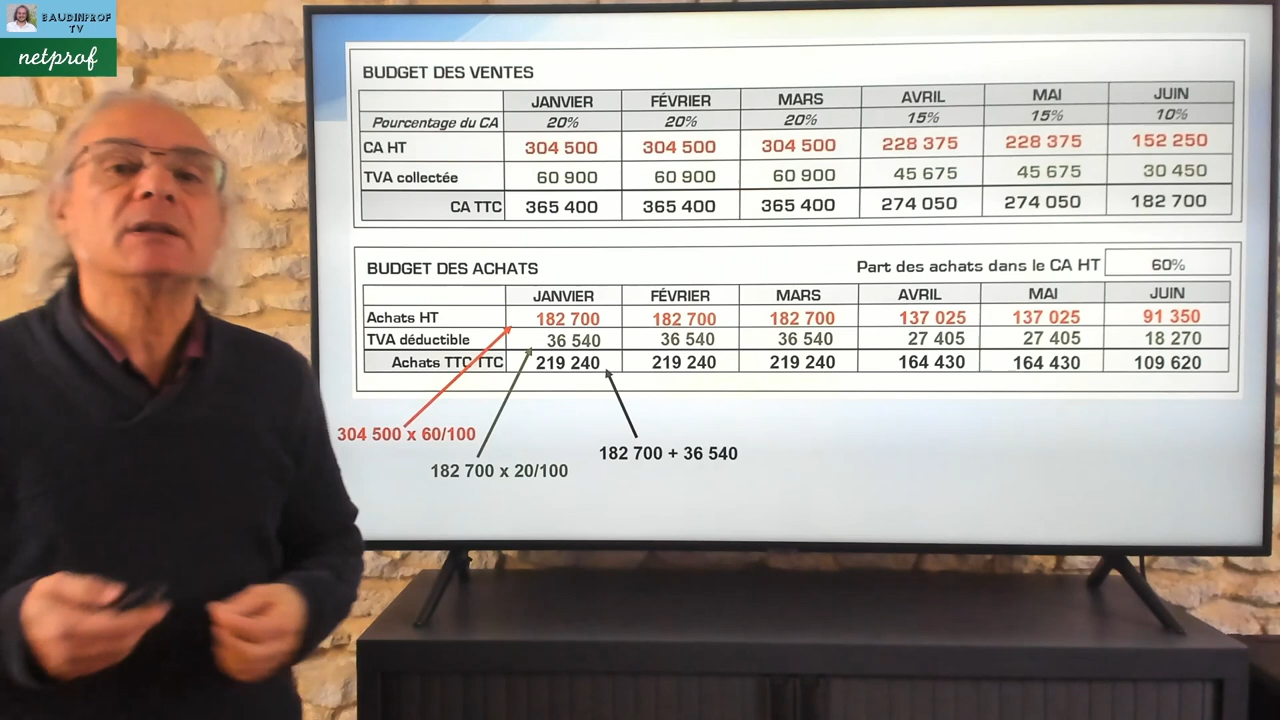 BAUDINPROF
TV
netprof
BUDGET DES VENTES
JANVIER FÉVRIER MARS AVRIL MAI JUIN
Pourcentage du CA 20% 20% 20% 15% 15% 10%
CA HT 304 500 304 500 304 500 228 375 228 375 152 250
TVA collectée 60 900 60 900 60 900 45 675 45 675 30 450
CA TTC 365 400 365 400 365 400 274 050 274 050 182 700
BUDGET DES ACHATS Part des achats dans le CA HT 60%
JANVIER FÉVRIER MARS AVRIL MAI JUIN
Achats HT 182 700 182 700 182 700 137 025 137 025 91 350
TVA déductible 36 540 36 540 36 540 27 405 27 405 18 270
Achats TTC TTC 219 240 219 240 219 240 164 430 164 430 109 620
304 500 x 60/100
182 700 + 36 540
182 700 x 20/100